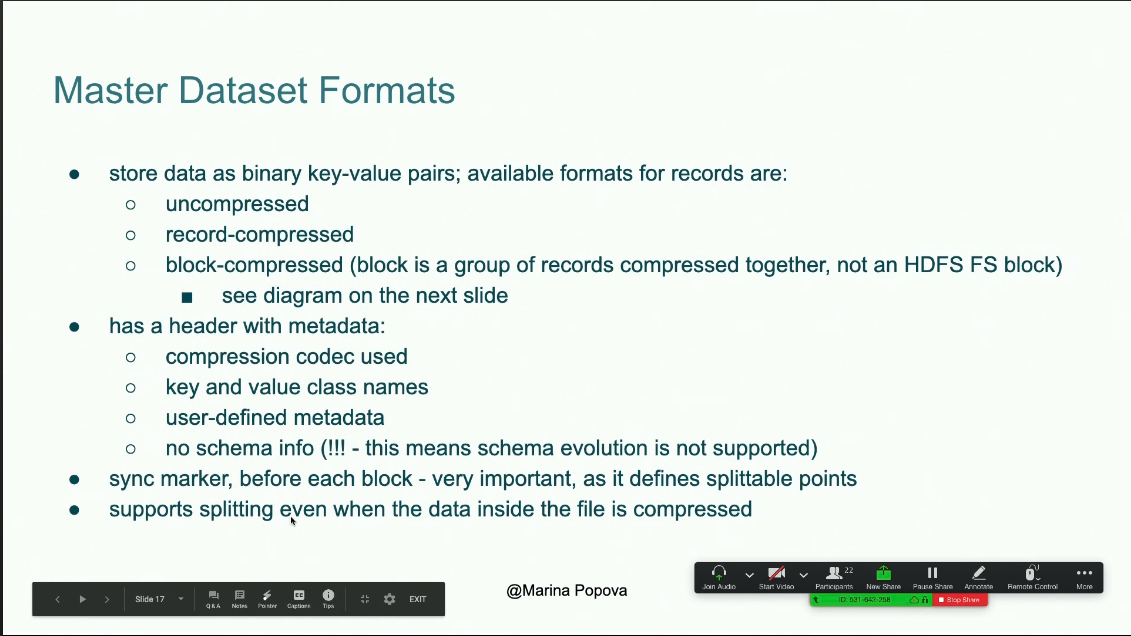 Master Dataset Formats
● store data as binary key-value pairs; available formats for records are:
○ uncompressed
○ record-compressed
○ block-compressed (block is a group of records compressed together, not an HDFS FS block)
■ see diagram on the next slide
● has a header with metadata:
○ compression codec used
○ key and value class names
○ user-defined metadata
○ no schema info (!!! - this means schema evolution is not supported)
● sync marker, before each block - very important, as it defines splittable points
● supports splitting even when the data inside the file is compressed
Slide 17 Q & A Notes Pointer Captions Tips EXIT
@Marina Popova
22
Join Audio Start Video Participants New Share Pause Share Annotate Remote Control More
ID: 631-643-258 Stop Share